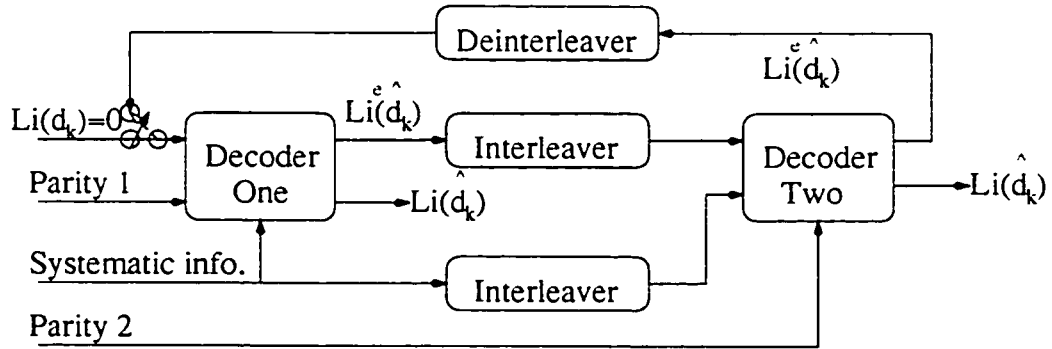 Deinterleaver
Li^e(d̂_k)
Li(d_k)=0
Li^e(d̂_k)
Interleaver
Decoder One
Decoder Two
Parity 1
Li(d̂_k)
Li(d̂_k)
Systematic info.
Interleaver
Parity 2